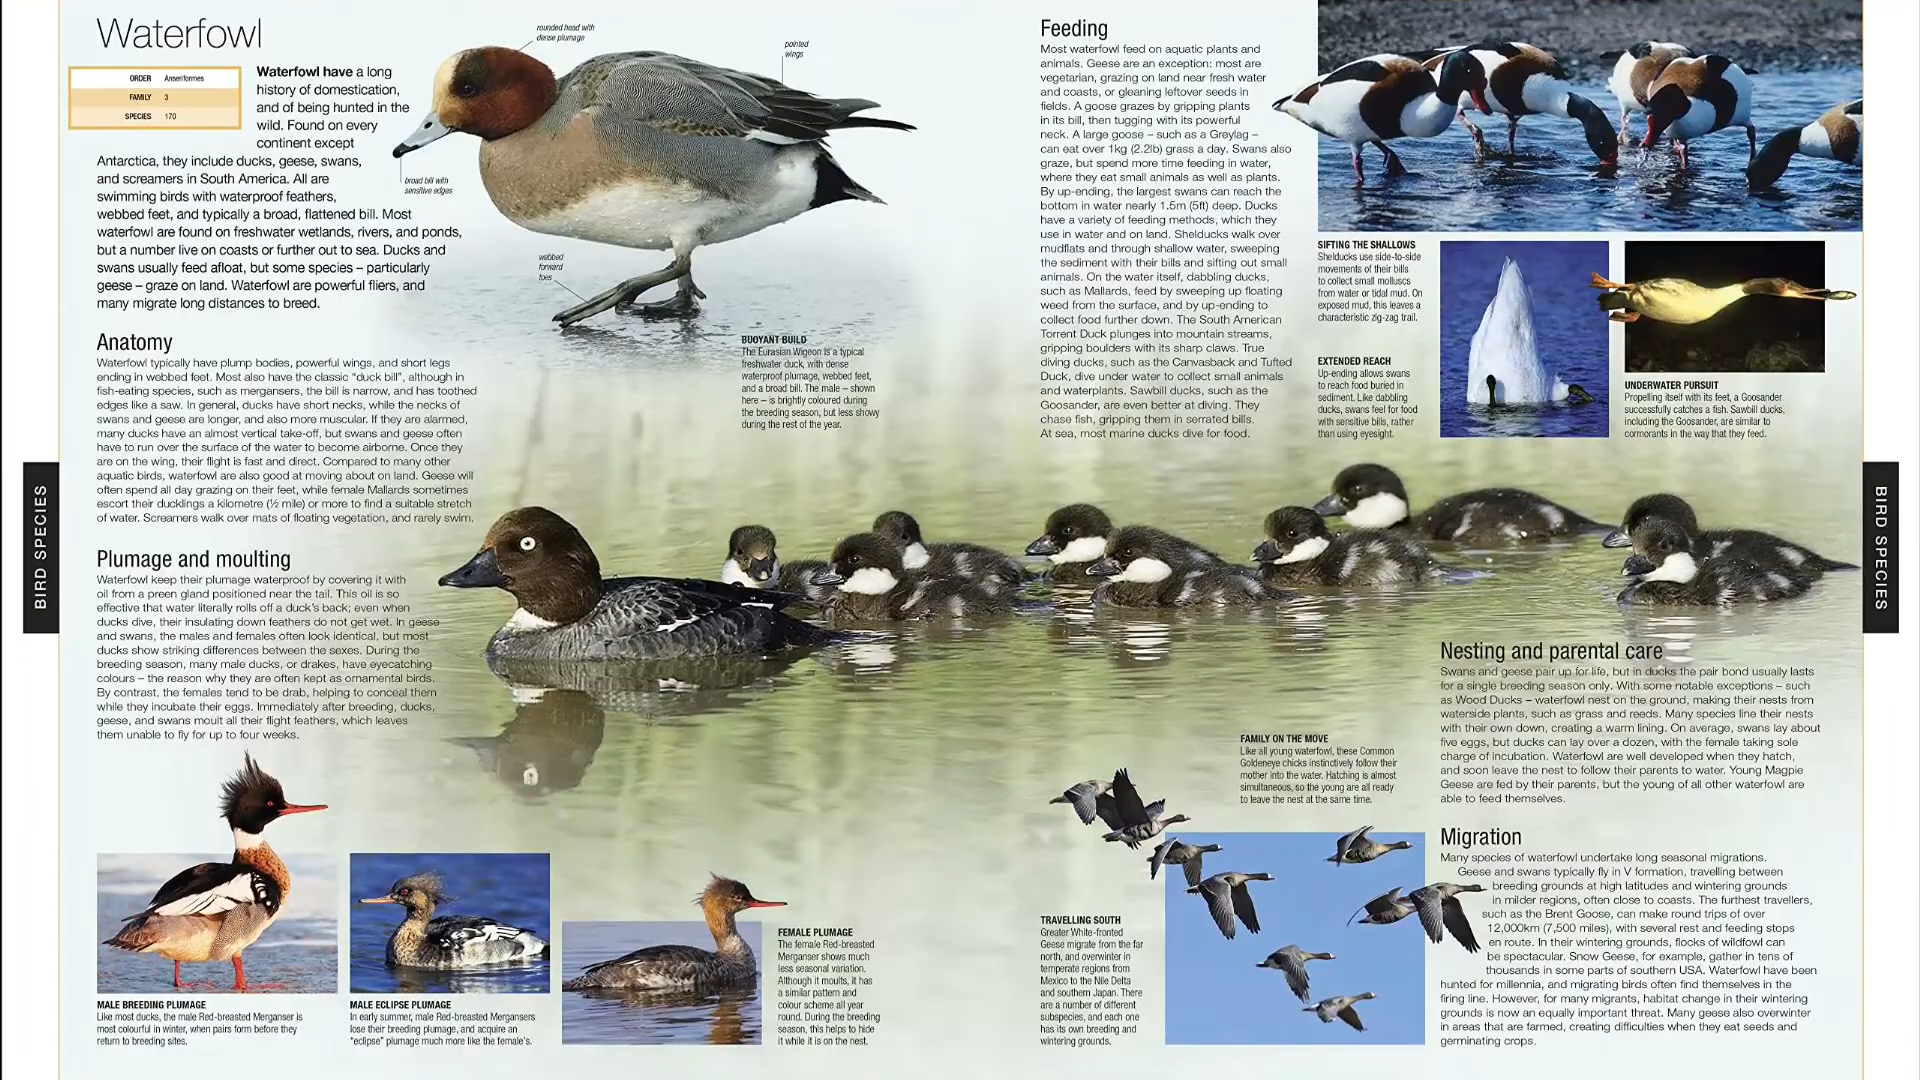 Waterfowl
ORDER Anseriformes
FAMILY 3
SPECIES 170
Waterfowl have a long
history of domestication,
and of being hunted in the
wild. Found on every
continent except
Antarctica, they include ducks, geese, swans,
and screamers in South America. All are
swimming birds with waterproof feathers,
webbed feet, and typically a broad, flattened bill. Most
waterfowl are found on freshwater wetlands, rivers, and ponds,
but a number live on coasts or further out to sea. Ducks and
swans usually feed afloat, but some species – particularly
geese – graze on land. Waterfowl are powerful fliers, and
many migrate long distances to breed.
rounded head with
dense plumage
pointed
wings
broad bill with
sensitive edges
webbed
forward
toes
BUOYANT BUILD
The Eurasian Wigeon is a typical
freshwater duck, with dense
waterproof plumage, webbed feet,
and a broad bill. The male – shown
here – is brightly coloured during
the breeding season, but less showy
during the rest of the year.
Anatomy
Waterfowl typically have plump bodies, powerful wings, and short legs
ending in webbed feet. Most also have the classic “duck bill”, although in
fish-eating species, such as mergansers, the bill is narrow, and has toothed
edges like a saw. In general, ducks have short necks, while the necks of
swans and geese are longer, and also more muscular. If they are alarmed,
many ducks have an almost vertical take-off, but swans and geese often
have to run over the surface of the water to become airborne. Once they
are on the wing, their flight is fast and direct. Compared to many other
aquatic birds, waterfowl are also good at moving about on land. Geese will
often spend all day grazing on their feet, while female Mallards sometimes
escort their ducklings a kilometre (½ mile) or more to find a suitable stretch
of water. Screamers walk over mats of floating vegetation, and rarely swim.
Plumage and moulting
Waterfowl keep their plumage waterproof by covering it with
oil from a preen gland positioned near the tail. This oil is so
effective that water literally rolls off a duck’s back; even when
ducks dive, their insulating down feathers do not get wet. In geese
and swans, the males and females often look identical, but most
ducks show striking differences between the sexes. During the
breeding season, many male ducks, or drakes, have eyecatching
colours – the reason why they are often kept as ornamental birds.
By contrast, the females tend to be drab, helping to conceal them
while they incubate their eggs. Immediately after breeding, ducks,
geese, and swans moult all their flight feathers, which leaves
them unable to fly for up to four weeks.
MALE BREEDING PLUMAGE
Like most ducks, the male Red-breasted Merganser is
most colourful in winter, when pairs form before they
return to breeding sites.
MALE ECLIPSE PLUMAGE
In early summer, male Red-breasted Mergansers
lose their breeding plumage, and acquire an
“eclipse” plumage much more like the female’s.
FEMALE PLUMAGE
The female Red-breasted
Merganser shows much
less seasonal variation.
Although it moults, it has
a similar pattern and
colour scheme all year
round. During the breeding
season, this helps to hide
it while it is on the nest.
BIRD SPECIES
Feeding
Most waterfowl feed on aquatic plants and
animals. Geese are an exception: most are
vegetarian, grazing on land near fresh water
and coasts, or gleaning leftover seeds in
fields. A goose grazes by gripping plants
in its bill, then tugging with its powerful
neck. A large goose – such as a Greylag –
can eat over 1kg (2.2lb) grass a day. Swans also
graze, but spend more time feeding in water,
where they eat small animals as well as plants.
By up-ending, the largest swans can reach the
bottom in water nearly 1.5m (5ft) deep. Ducks
have a variety of feeding methods, which they
use in water and on land. Shelducks walk over
mudflats and through shallow water, sweeping
the sediment with their bills and sifting out small
animals. On the water itself, dabbling ducks,
such as Mallards, feed by sweeping up floating
weed from the surface, and by up-ending to
collect food further down. The South American
Torrent Duck plunges into mountain streams,
gripping boulders with its sharp claws. True
diving ducks, such as the Canvasback and Tufted
Duck, dive under water to collect small animals
and waterplants. Sawbill ducks, such as the
Goosander, are even better at diving. They
chase fish, gripping them in serrated bills.
At sea, most marine ducks dive for food.
SIFTING THE SHALLOWS
Shelducks use side-to-side
movements of their bills
to collect small molluscs
from water or tidal mud. On
exposed mud, this leaves a
characteristic zig-zag trail.
EXTENDED REACH
Up-ending allows swans
to reach food buried in
sediment. Like dabbling
ducks, swans feel for food
with sensitive bills, rather
than using eyesight.
UNDERWATER PURSUIT
Propelling itself with its feet, a Goosander
successfully catches a fish. Sawbill ducks,
including the Goosander, are similar to
cormorants in the way that they feed.
FAMILY ON THE MOVE
Like all young waterfowl, these Common
Goldeneye chicks instinctively follow their
mother into the water. Hatching is almost
simultaneous, so the young are all ready
to leave the nest at the same time.
Nesting and parental care
Swans and geese pair up for life, but in ducks the pair bond usually lasts
for a single breeding season only. With some notable exceptions – such
as Wood Ducks – waterfowl nest on the ground, making their nests from
waterside plants, such as grass and reeds. Many species line their nests
with their own down, creating a warm lining. On average, swans lay about
five eggs, but ducks can lay over a dozen, with the female taking sole
charge of incubation. Waterfowl are well developed when they hatch,
and soon leave the nest to follow their parents to water. Young Magpie
Geese are fed by their parents, but the young of all other waterfowl are
able to feed themselves.
TRAVELLING SOUTH
Greater White-fronted
Geese migrate from the far
north, and overwinter in
temperate regions from
Mexico to the Nile Delta
and southern Japan. There
are a number of different
subspecies, and each one
has its own breeding and
wintering grounds.
Migration
Many species of waterfowl undertake long seasonal migrations.
Geese and swans typically fly in V formation, travelling between
breeding grounds at high latitudes and wintering grounds
in milder regions, often close to coasts. The furthest travellers,
such as the Brent Goose, can make round trips of over
12,000km (7,500 miles), with several rest and feeding stops
en route. In their wintering grounds, flocks of wildfowl can
be spectacular. Snow Geese, for example, gather in tens of
thousands in some parts of southern USA. Waterfowl have been
hunted for millennia, and migrating birds often find themselves in the
firing line. However, for many migrants, habitat change in their wintering
grounds is now an equally important threat. Many geese also overwinter
in areas that are farmed, creating difficulties when they eat seeds and
germinating crops.
BIRD SPECIES